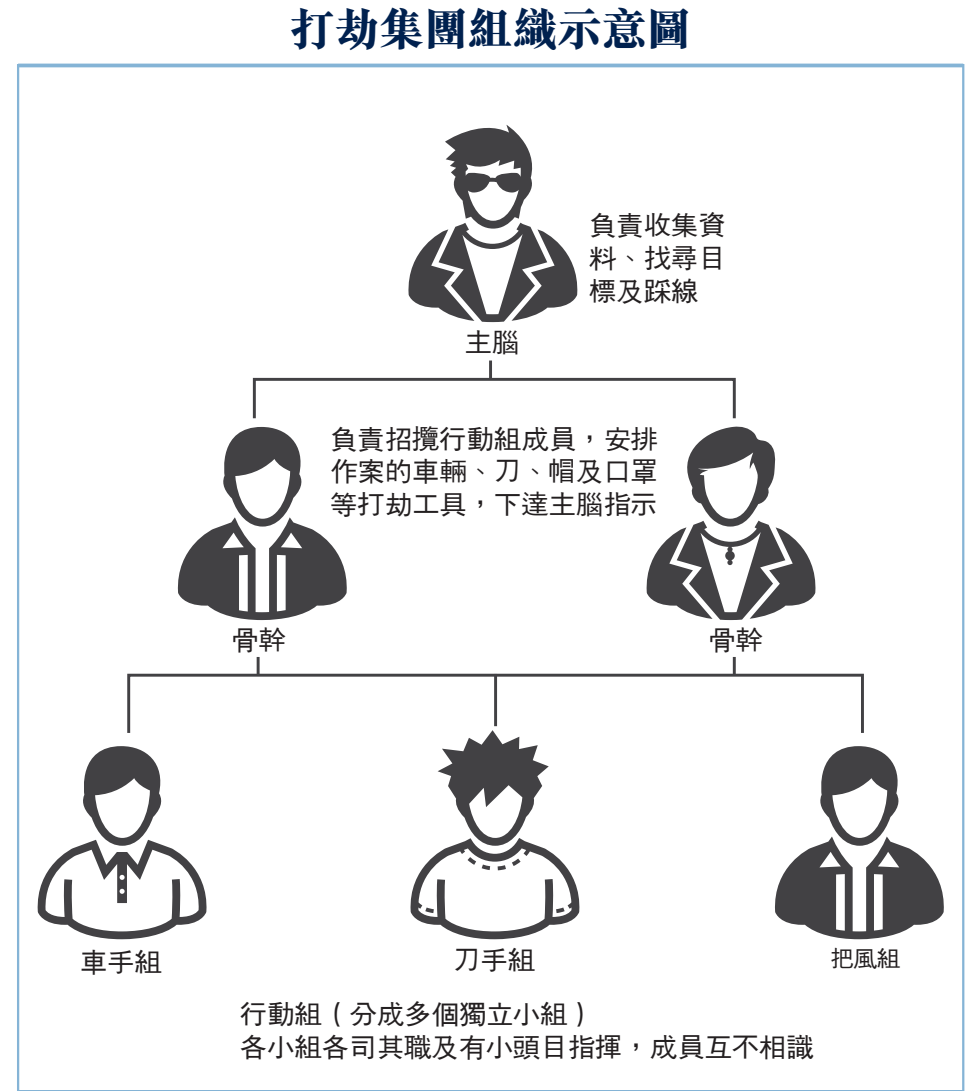 打劫集團組織示意圖
負責收集資
料、找尋目
標及踩線
主腦
負責招攬行動組成員，安排
作案的車輛、刀、帽及口罩
等打劫工具，下達主腦指示
骨幹
骨幹
車手組
刀手組
把風組
行動組（分成多個獨立小組）
各小組各司其職及有小頭目指揮，成員互不相識